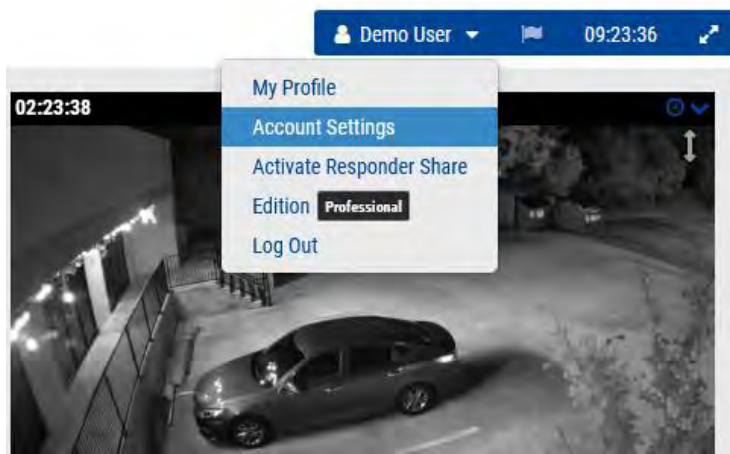 Demo User 09:23:36
My Profile
02:23:38
Account Settings
Activate Responder Share
Edition Professional
Log Out